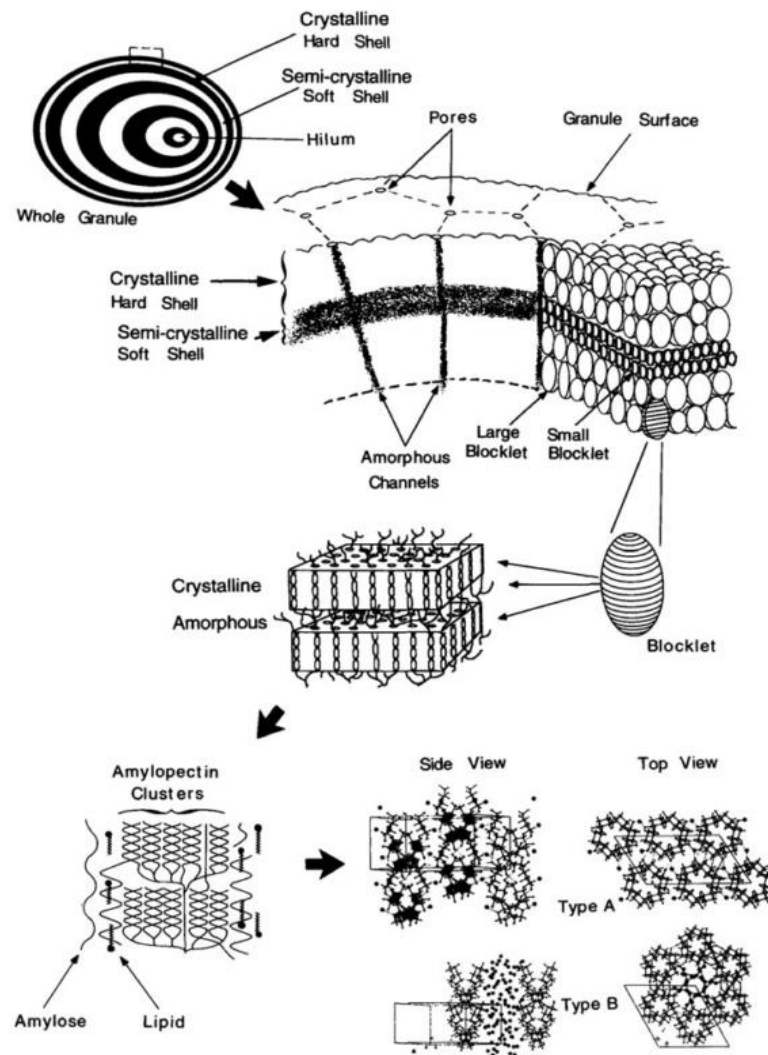 Crystalline
Hard Shell
Semi-crystalline
Soft Shell
Hilum
Whole Granule
Pores
Granule Surface
Crystalline
Hard Shell
Semi-crystalline
Soft Shell
Amorphous
Channels
Large
Blocklet
Small
Blocklet
Crystalline
Amorphous
Blocklet
Amylopectin
Clusters
Amylose
Lipid
Side View
Top View
Type A
Type B